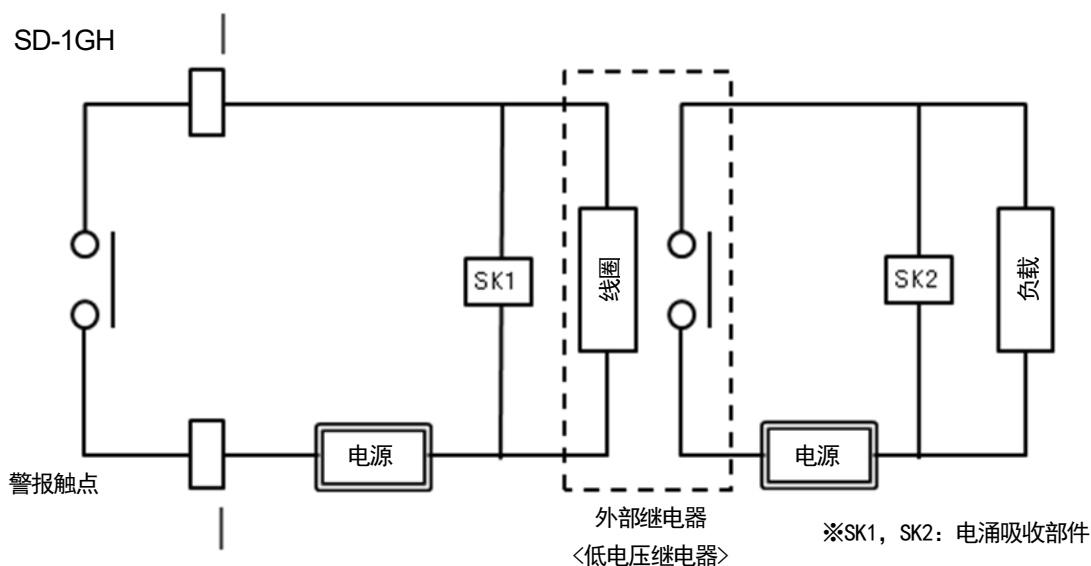 SD-1GH
SK1
线圈
SK2
负载
电源
电源
警报触点
外部继电器
<低电压继电器>
※SK1, SK2: 电涌吸收部件